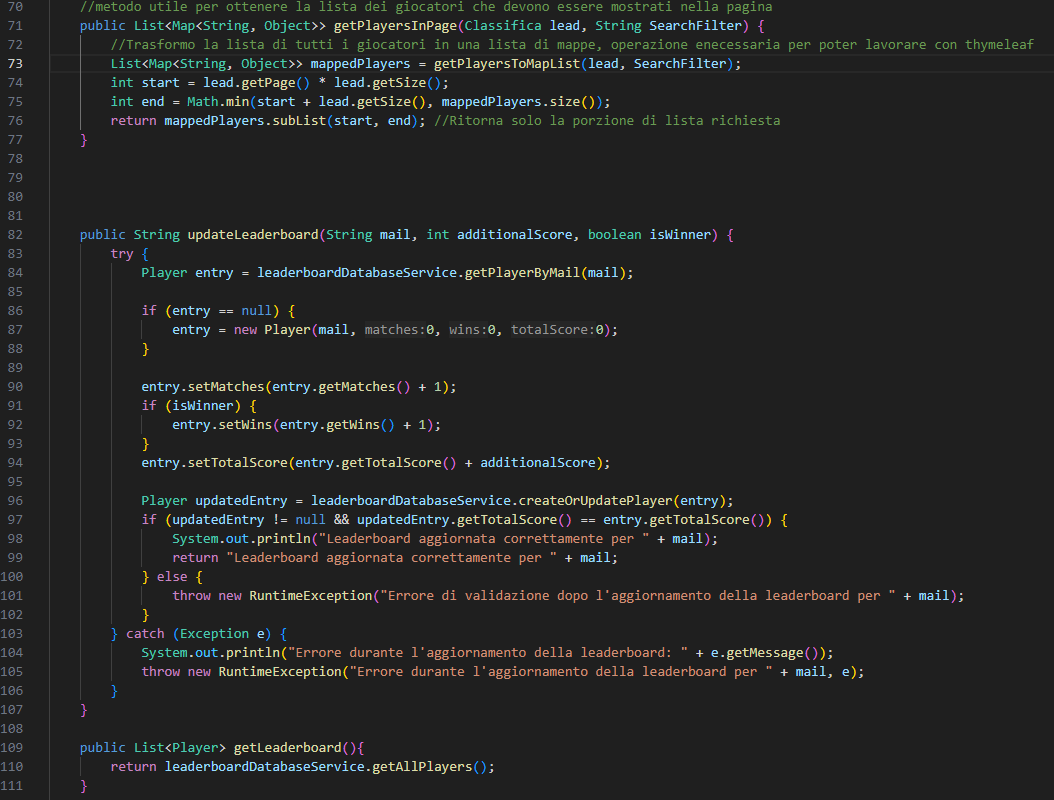 70 //metodo utile per ottenere la lista dei giocatori che devono essere mostrati nella pagina
71 public List<Map<String, Object>> getPlayersInPage(Classifica lead, String SearchFilter) {
72 //Trasformo la lista di tutti i giocatori in una lista di mappe, operazione enecessaria per poter lavorare con thymeleaf
73 List<Map<String, Object>> mappedPlayers = getPlayersToMapList(lead, SearchFilter);
74 int start = lead.getPage() * lead.getSize();
75 int end = Math.min(start + lead.getSize(), mappedPlayers.size());
76 return mappedPlayers.subList(start, end); //Ritorna solo la porzione di lista richiesta
77 }
78
79
80
81
82 public String updateLeaderboard(String mail, int additionalScore, boolean isWinner) {
83 try {
84 Player entry = leaderboardDatabaseService.getPlayerByMail(mail);
85
86 if (entry == null) {
87 entry = new Player(mail, matches:0, wins:0, totalScore:0);
88 }
89
90 entry.setMatches(entry.getMatches() + 1);
91 if (isWinner) {
92 entry.setWins(entry.getWins() + 1);
93 }
94 entry.setTotalScore(entry.getTotalScore() + additionalScore);
95
96 Player updatedEntry = leaderboardDatabaseService.createOrUpdatePlayer(entry);
97 if (updatedEntry != null && updatedEntry.getTotalScore() == entry.getTotalScore()) {
98 System.out.println("Leaderboard aggiornata correttamente per " + mail);
99 return "Leaderboard aggiornata correttamente per " + mail;
100 } else {
101 throw new RuntimeException("Errore di validazione dopo l'aggiornamento della leaderboard per " + mail);
102 }
103 } catch (Exception e) {
104 System.out.println("Errore durante l'aggiornamento della leaderboard: " + e.getMessage());
105 throw new RuntimeException("Errore durante l'aggiornamento della leaderboard per " + mail, e);
106 }
107 }
108
109 public List<Player> getLeaderboard(){
110 return leaderboardDatabaseService.getAllPlayers();
111 }